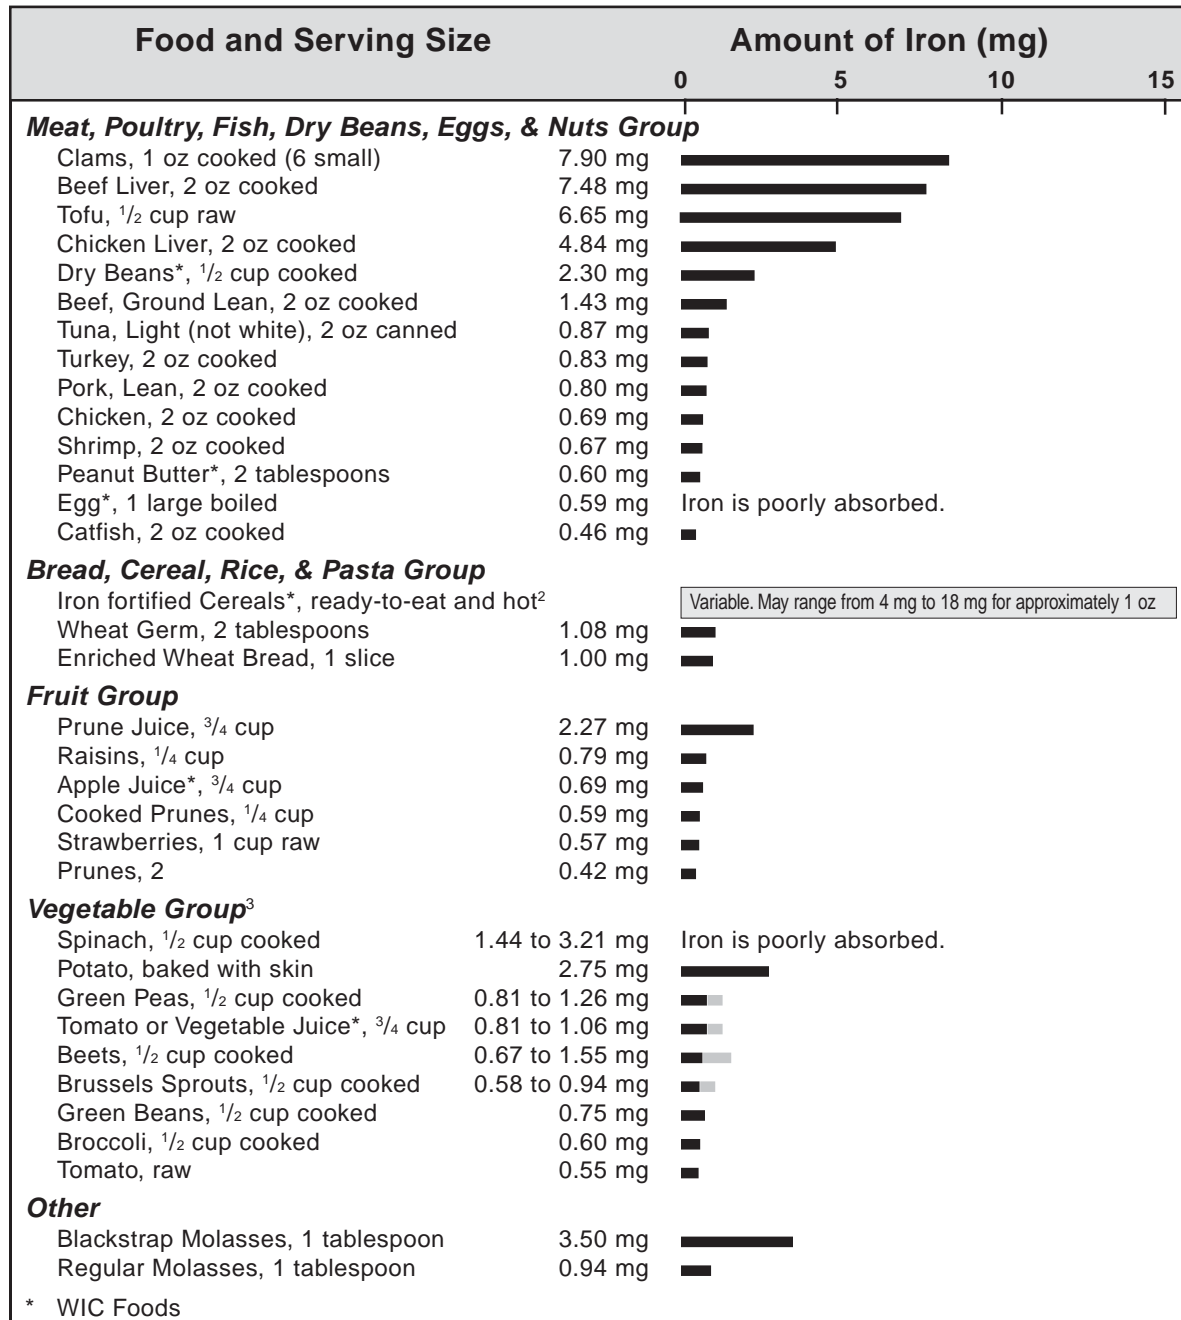 Food and Serving Size Amount of Iron (mg)
0 5 10 15
Meat, Poultry, Fish, Dry Beans, Eggs, & Nuts Group
Clams, 1 oz cooked (6 small) 7.90 mg
Beef Liver, 2 oz cooked 7.48 mg
Tofu, 1/2 cup raw 6.65 mg
Chicken Liver, 2 oz cooked 4.84 mg
Dry Beans*, 1/2 cup cooked 2.30 mg
Beef, Ground Lean, 2 oz cooked 1.43 mg
Tuna, Light (not white), 2 oz canned 0.87 mg
Turkey, 2 oz cooked 0.83 mg
Pork, Lean, 2 oz cooked 0.80 mg
Chicken, 2 oz cooked 0.69 mg
Shrimp, 2 oz cooked 0.67 mg
Peanut Butter*, 2 tablespoons 0.60 mg
Egg*, 1 large boiled 0.59 mg Iron is poorly absorbed.
Catfish, 2 oz cooked 0.46 mg
Bread, Cereal, Rice, & Pasta Group
Iron fortified Cereals*, ready-to-eat and hot² Variable. May range from 4 mg to 18 mg for approximately 1 oz
Wheat Germ, 2 tablespoons 1.08 mg
Enriched Wheat Bread, 1 slice 1.00 mg
Fruit Group
Prune Juice, 3/4 cup 2.27 mg
Raisins, 1/4 cup 0.79 mg
Apple Juice*, 3/4 cup 0.69 mg
Cooked Prunes, 1/4 cup 0.59 mg
Strawberries, 1 cup raw 0.57 mg
Prunes, 2 0.42 mg
Vegetable Group³
Spinach, 1/2 cup cooked 1.44 to 3.21 mg Iron is poorly absorbed.
Potato, baked with skin 2.75 mg
Green Peas, 1/2 cup cooked 0.81 to 1.26 mg
Tomato or Vegetable Juice*, 3/4 cup 0.81 to 1.06 mg
Beets, 1/2 cup cooked 0.67 to 1.55 mg
Brussels Sprouts, 1/2 cup cooked 0.58 to 0.94 mg
Green Beans, 1/2 cup cooked 0.75 mg
Broccoli, 1/2 cup cooked 0.60 mg
Tomato, raw 0.55 mg
Other
Blackstrap Molasses, 1 tablespoon 3.50 mg
Regular Molasses, 1 tablespoon 0.94 mg
* WIC Foods